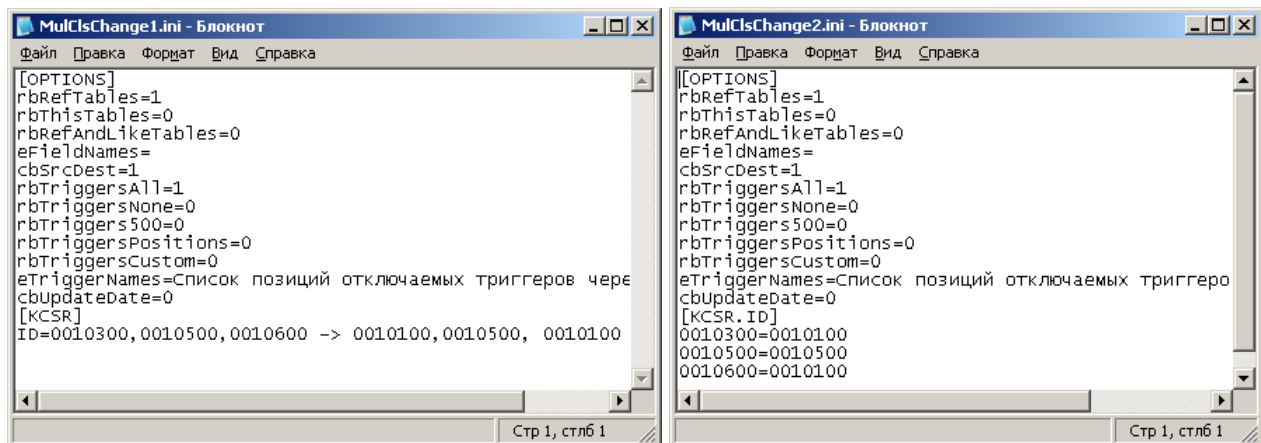 MulClsChange1.ini - Блокнот
Файл Правка Формат Вид Справка
[OPTIONS]
rbRefTables=1
rbThisTables=0
rbRefAndLikeTables=0
eFieldNames=
cbSrcDest=1
rbTriggersAll=1
rbTriggersNone=0
rbTriggers500=0
rbTriggersPositions=0
rbTriggersCustom=0
eTriggerNames=Список позиций отключаемых триггеров чере
cbUpdateDate=0
[KCSR]
ID=0010300,0010500,0010600 -> 0010100,0010500, 0010100
Стр 1, стлб 1
MulClsChange2.ini - Блокнот
Файл Правка Формат Вид Справка
[OPTIONS]
rbRefTables=1
rbThisTables=0
rbRefAndLikeTables=0
eFieldNames=
cbSrcDest=1
rbTriggersAll=1
rbTriggersNone=0
rbTriggers500=0
rbTriggersPositions=0
rbTriggersCustom=0
eTriggerNames=Список позиций отключаемых триггеро
cbUpdateDate=0
[KCSR.ID]
0010300=0010100
0010500=0010500
0010600=0010100
Стр 1, стлб 1